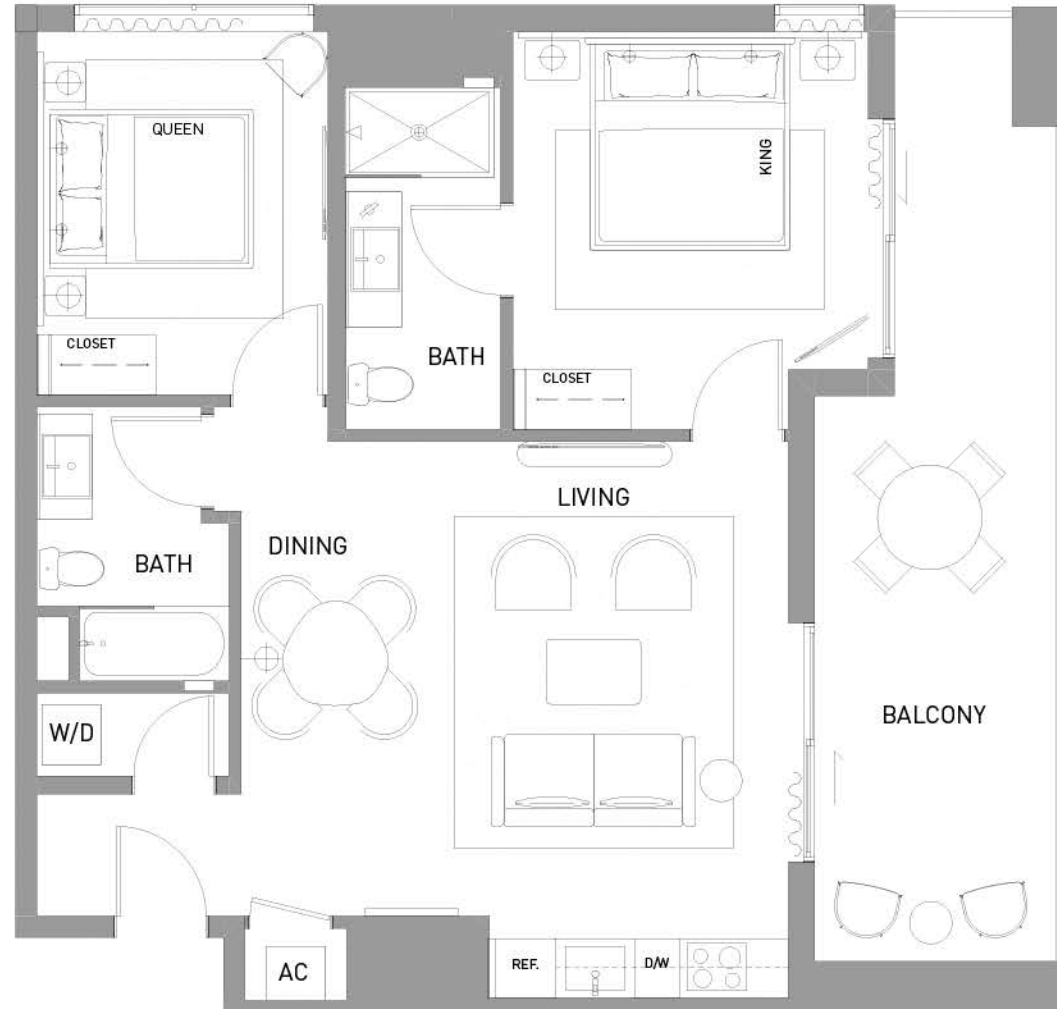 QUEEN
KING
CLOSET
BATH
CLOSET
LIVING
DINING
BATH
W/D
BALCONY
AC
REF.
D/W